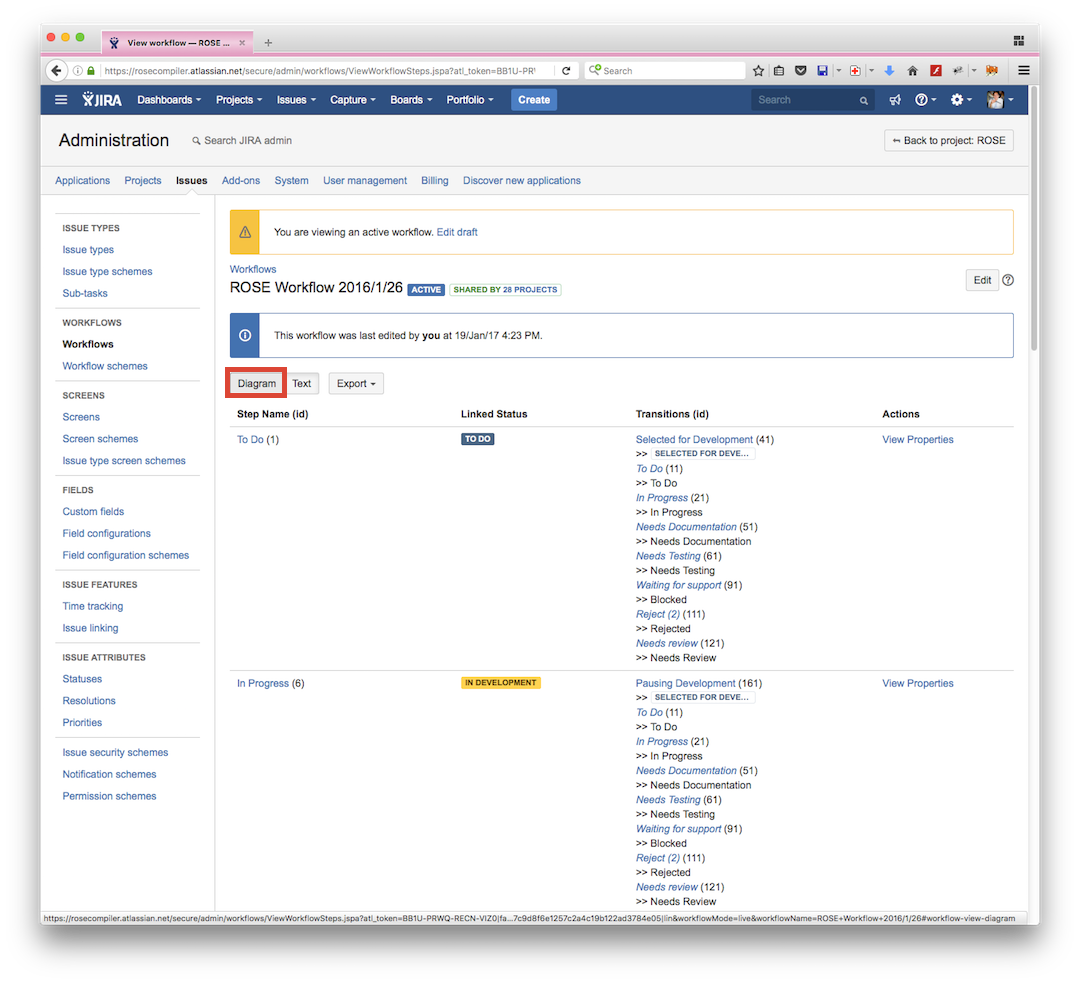 View workflow — ROSE ...
https://rosecompiler.atlassian.net/secure/admin/workflows/ViewWorkflowSteps.jspa?atl_token=BB1U-PR
Search
JIRA Dashboards Projects Issues Capture Boards Portfolio Create Search
Administration Search JIRA admin Back to project: ROSE
Applications Projects Issues Add-ons System User management Billing Discover new applications
ISSUE TYPES
Issue types
Issue type schemes
Sub-tasks
WORKFLOWS
Workflows
Workflow schemes
SCREENS
Screens
Screen schemes
Issue type screen schemes
FIELDS
Custom fields
Field configurations
Field configuration schemes
ISSUE FEATURES
Time tracking
Issue linking
ISSUE ATTRIBUTES
Statuses
Resolutions
Priorities
Issue security schemes
Notification schemes
Permission schemes
You are viewing an active workflow. Edit draft
Workflows
ROSE Workflow 2016/1/26 ACTIVE SHARED BY 28 PROJECTS Edit
This workflow was last edited by you at 19/Jan/17 4:23 PM.
Diagram Text Export
Step Name (id) Linked Status Transitions (id) Actions
To Do (1) TO DO Selected for Development (41) View Properties
>> SELECTED FOR DEVE...
To Do (11)
>> To Do
In Progress (21)
>> In Progress
Needs Documentation (51)
>> Needs Documentation
Needs Testing (61)
>> Needs Testing
Waiting for support (91)
>> Blocked
Reject (2) (111)
>> Rejected
Needs review (121)
>> Needs Review
In Progress (6) IN DEVELOPMENT Pausing Development (161) View Properties
>> SELECTED FOR DEVE...
To Do (11)
>> To Do
In Progress (21)
>> In Progress
Needs Documentation (51)
>> Needs Documentation
Needs Testing (61)
>> Needs Testing
Waiting for support (91)
>> Blocked
Reject (2) (111)
>> Rejected
Needs review (121)
>> Needs Review
https://rosecompiler.atlassian.net/secure/admin/workflows/ViewWorkflowSteps.jspa?atl_token=BB1U-PRWQ-RECN-VIZ0|fa...7c9d8f6e1257c2a4c19b122ad3784e05|lin&workflowMode=live&workflowName=ROSE+Workflow+2016/1/26#workflow-view-diagram